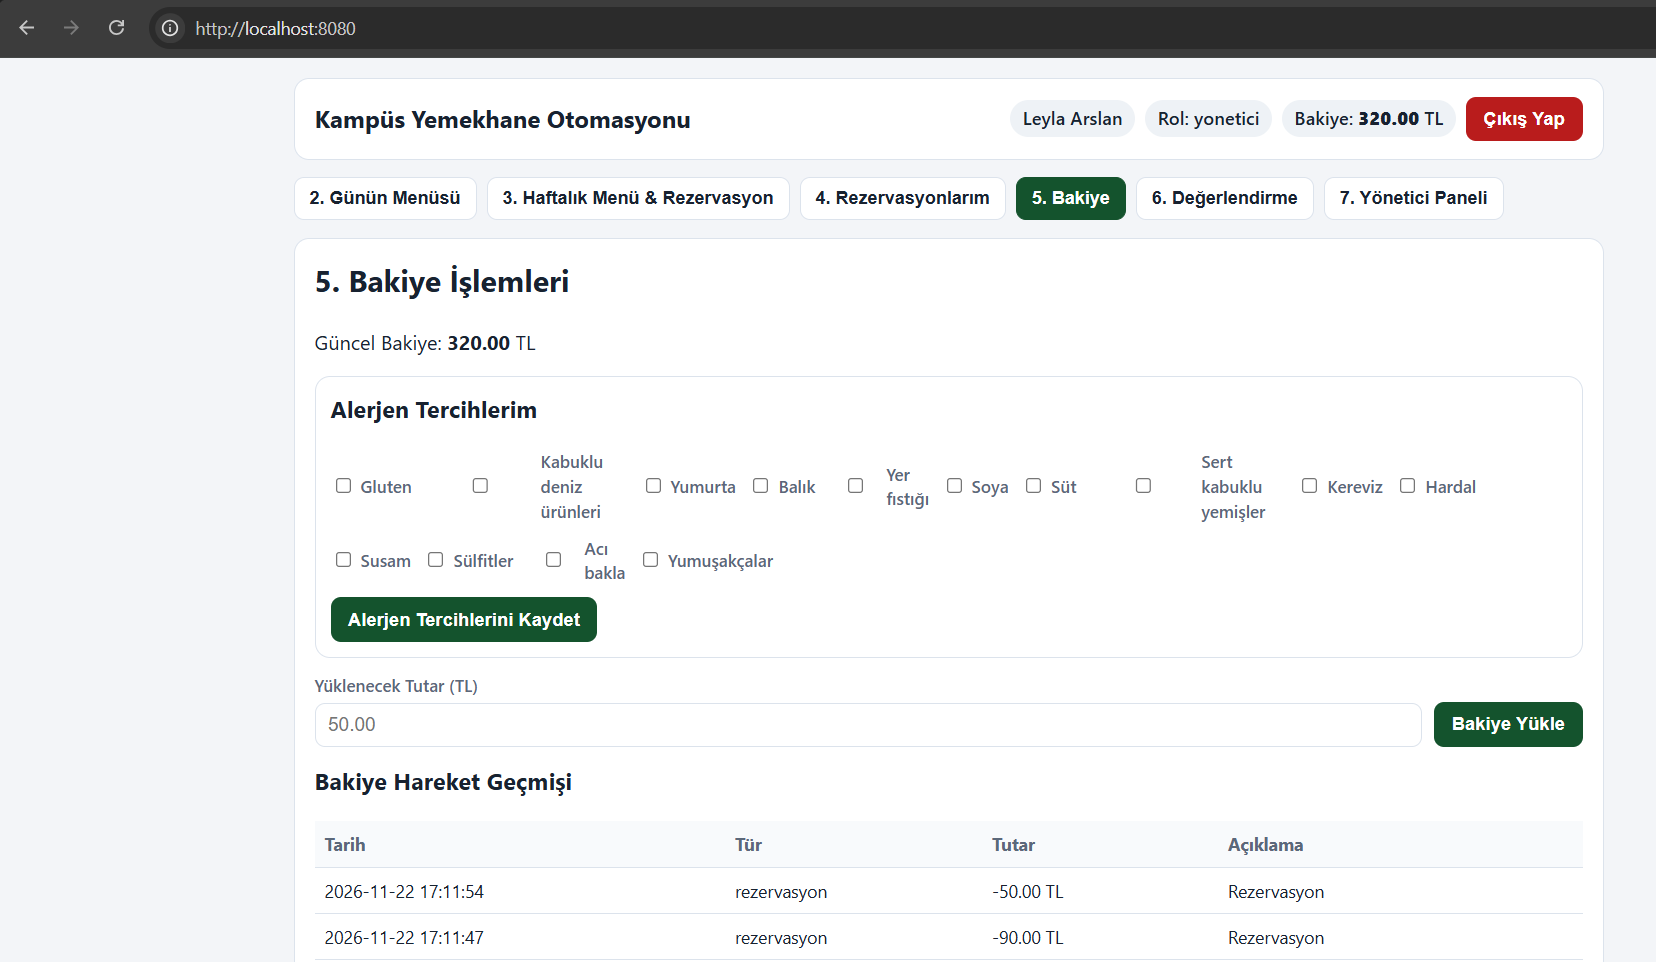 http://localhost:8080
Kampüs Yemekhane Otomasyonu
Leyla Arslan
Rol: yonetici
Bakiye: 320.00 TL
Çıkış Yap
2. Günün Menüsü
3. Haftalık Menü & Rezervasyon
4. Rezervasyonlarım
5. Bakiye
6. Değerlendirme
7. Yönetici Paneli
5. Bakiye İşlemleri
Güncel Bakiye: 320.00 TL
Alerjen Tercihlerim
Gluten
Kabuklu
deniz
ürünleri
Yumurta
Balık
Yer
fıstığı
Soya
Süt
Sert
kabuklu
yemişler
Kereviz
Hardal
Susam
Sülfitler
Acı
bakla
Yumuşakçalar
Alerjen Tercihlerini Kaydet
Yüklenecek Tutar (TL)
50.00
Bakiye Yükle
Bakiye Hareket Geçmişi
Tarih Tür Tutar Açıklama
2026-11-22 17:11:54 rezervasyon -50.00 TL Rezervasyon
2026-11-22 17:11:47 rezervasyon -90.00 TL Rezervasyon